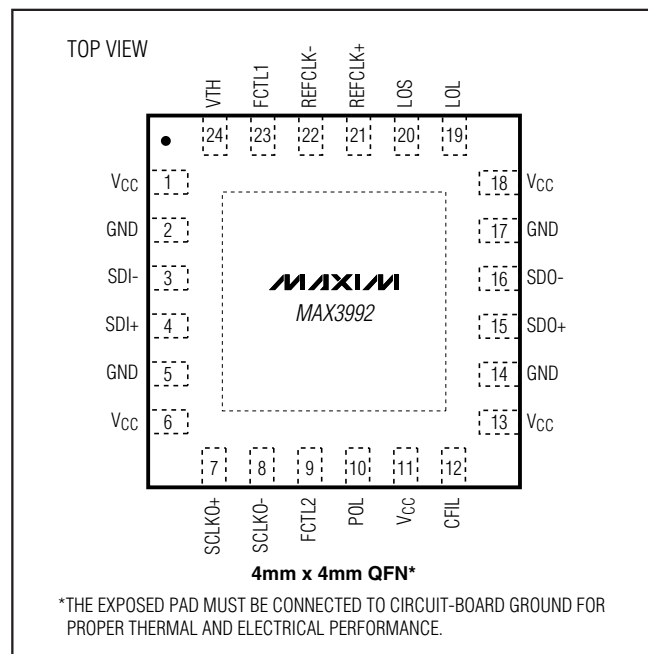 TOP VIEW
VTH
FCTL1
REFCLK-
REFCLK+
LOS
LOL
24
23
22
21
20
19
VCC 1
GND 2
SDI- 3
SDI+ 4
GND 5
VCC 6
18 VCC
17 GND
16 SDO-
15 SDO+
14 GND
13 VCC
MAXIM
MAX3992
7
8
9
10
11
12
SCLKO+
SCLKO-
FCTL2
POL
VCC
CFIL
4mm x 4mm QFN*
*THE EXPOSED PAD MUST BE CONNECTED TO CIRCUIT-BOARD GROUND FOR
PROPER THERMAL AND ELECTRICAL PERFORMANCE.